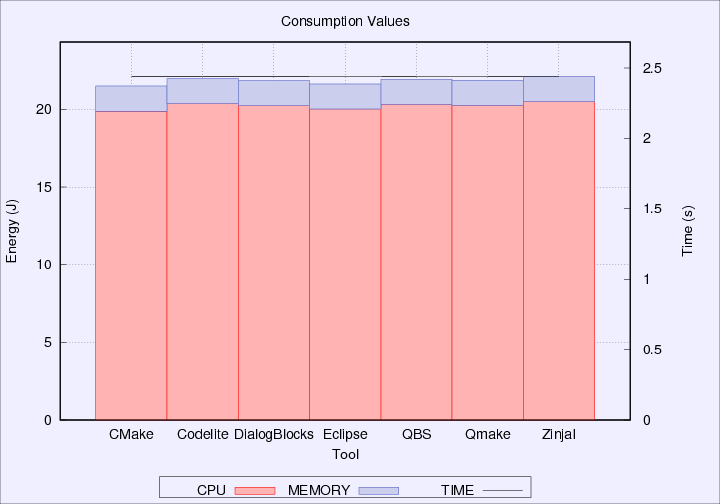 Consumption Values
Energy (J)
Time (s)
20
15
10
5
0
2.5
2
1.5
1
0.5
0
CMake Codelite DialogBlocks Eclipse QBS Qmake Zinjal
Tool
CPU MEMORY TIME